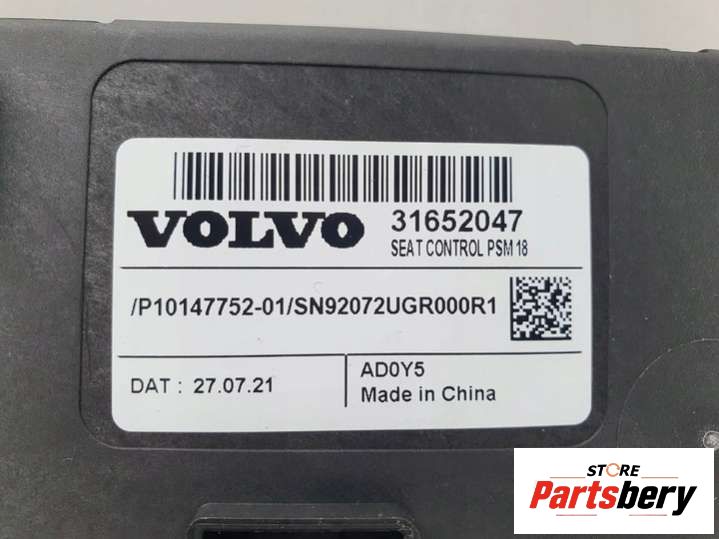 VOLVO 31652047
SEAT CONTROL PSM 18
/P10147752-01/SN92072UGR000R1
DAT : 27.07.21
AD0Y5
Made in China
STORE
Partsbery